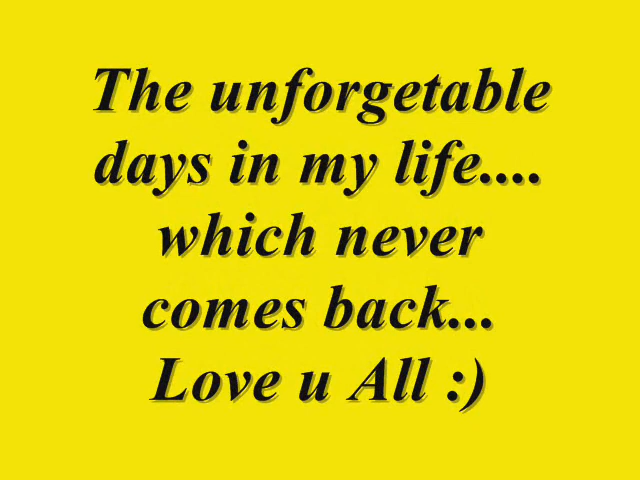 The unforgetable
days in my life....
which never
comes back...
Love u All :)